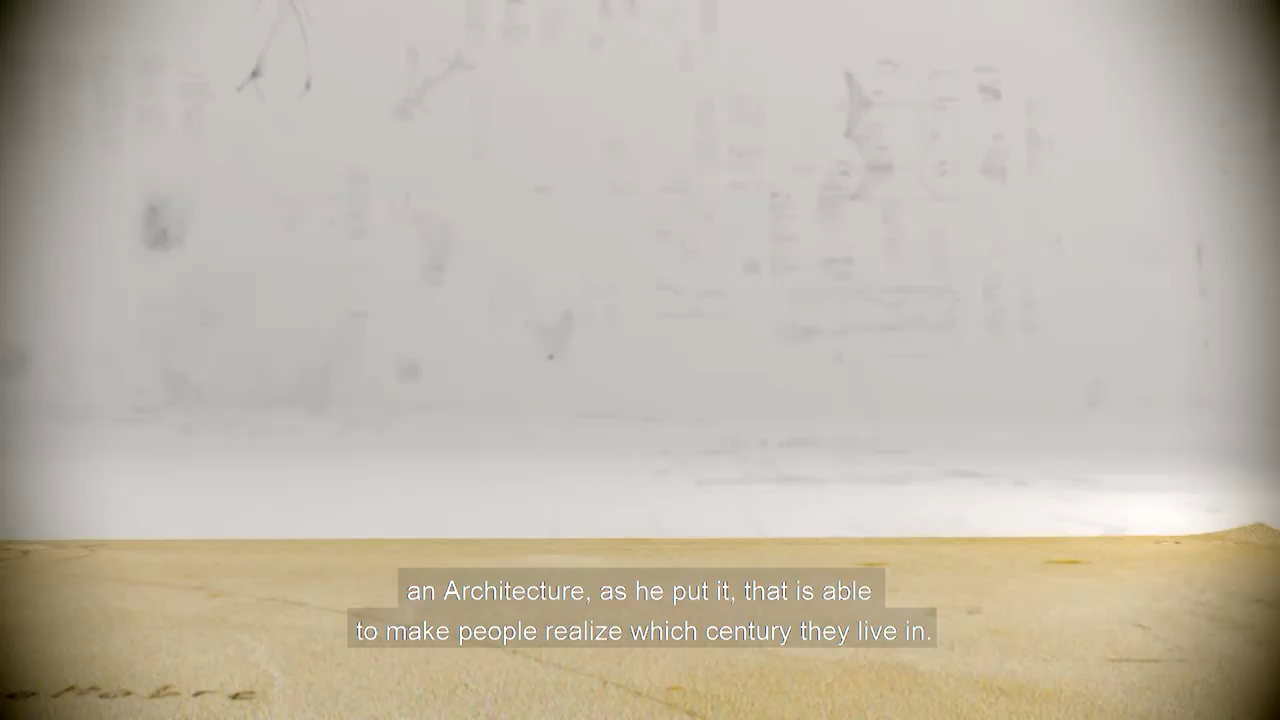 an Architecture, as he put it, that is able
to make people realize which century they live in.